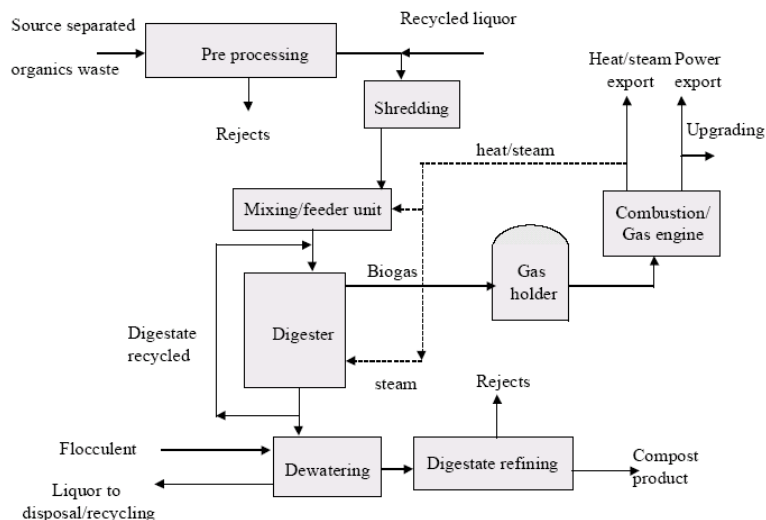 Source separated
organics waste
Pre processing
Recycled liquor
Rejects
Shredding
Heat/steam
export
Power
export
Upgrading
heat/steam
Mixing/feeder unit
Combustion/
Gas engine
Biogas
Gas
holder
Digester
Digestate
recycled
steam
Rejects
Flocculent
Dewatering
Digestate refining
Compost
product
Liquor to
disposal/recycling